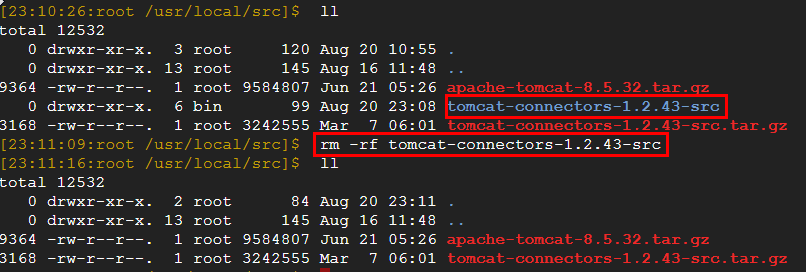 [23:10:26:root /usr/local/src]$ ll
total 12532
0 drwxr-xr-x. 3 root 120 Aug 20 10:55 .
0 drwxr-xr-x. 13 root 145 Aug 16 11:48 ..
9364 -rw-r--r--. 1 root 9584807 Jun 21 05:26 apache-tomcat-8.5.32.tar.gz
0 drwxr-xr-x. 6 bin 99 Aug 20 23:08 tomcat-connectors-1.2.43-src
3168 -rw-r--r--. 1 root 3242555 Mar 7 06:01 tomcat-connectors-1.2.43-src.tar.gz
[23:11:09:root /usr/local/src]$ rm -rf tomcat-connectors-1.2.43-src
[23:11:16:root /usr/local/src]$ ll
total 12532
0 drwxr-xr-x. 2 root 84 Aug 20 23:11 .
0 drwxr-xr-x. 13 root 145 Aug 16 11:48 ..
9364 -rw-r--r--. 1 root 9584807 Jun 21 05:26 apache-tomcat-8.5.32.tar.gz
3168 -rw-r--r--. 1 root 3242555 Mar 7 06:01 tomcat-connectors-1.2.43-src.tar.gz